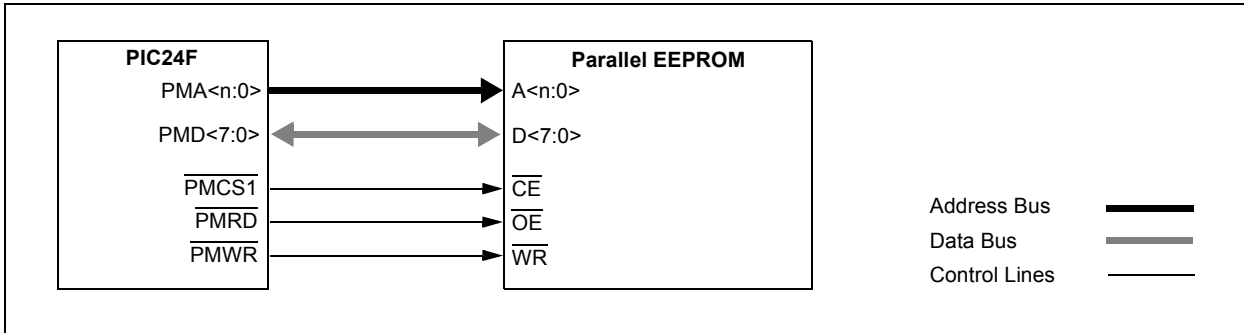 PIC24F
PMA<n:0>
PMD<7:0>
PMCS1
PMRD
PMWR
Parallel EEPROM
A<n:0>
D<7:0>
CE
OE
WR
Address Bus
Data Bus
Control Lines